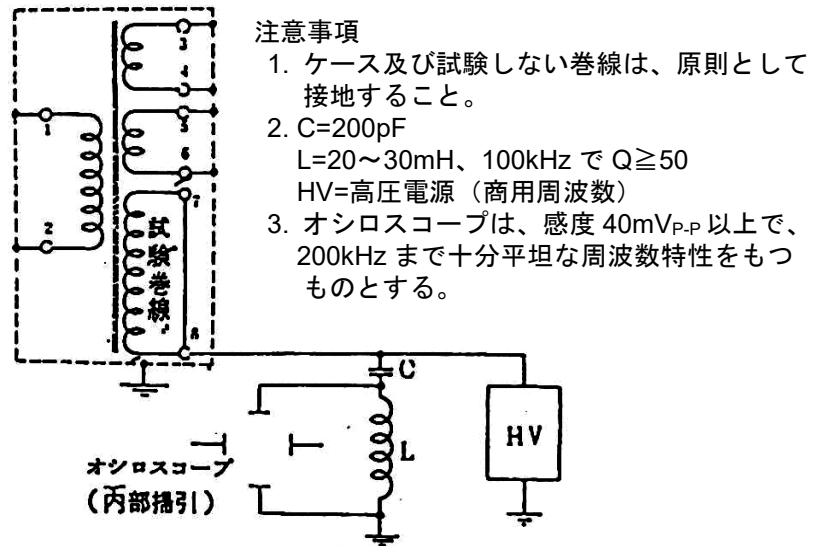 注意事項
1. ケース及び試験しない巻線は、原則として
接地すること。
2. C=200pF
L=20～30mH、100kHz で Q≧50
HV=高圧電源（商用周波数）
3. オシロスコープは、感度 40mVP-P 以上で、
200kHz まで十分平坦な周波数特性をもつ
ものとする。
3
4
1
5
6
2
7
試験巻線
8
C
L
HV
オシロスコープ
(内部掃引)